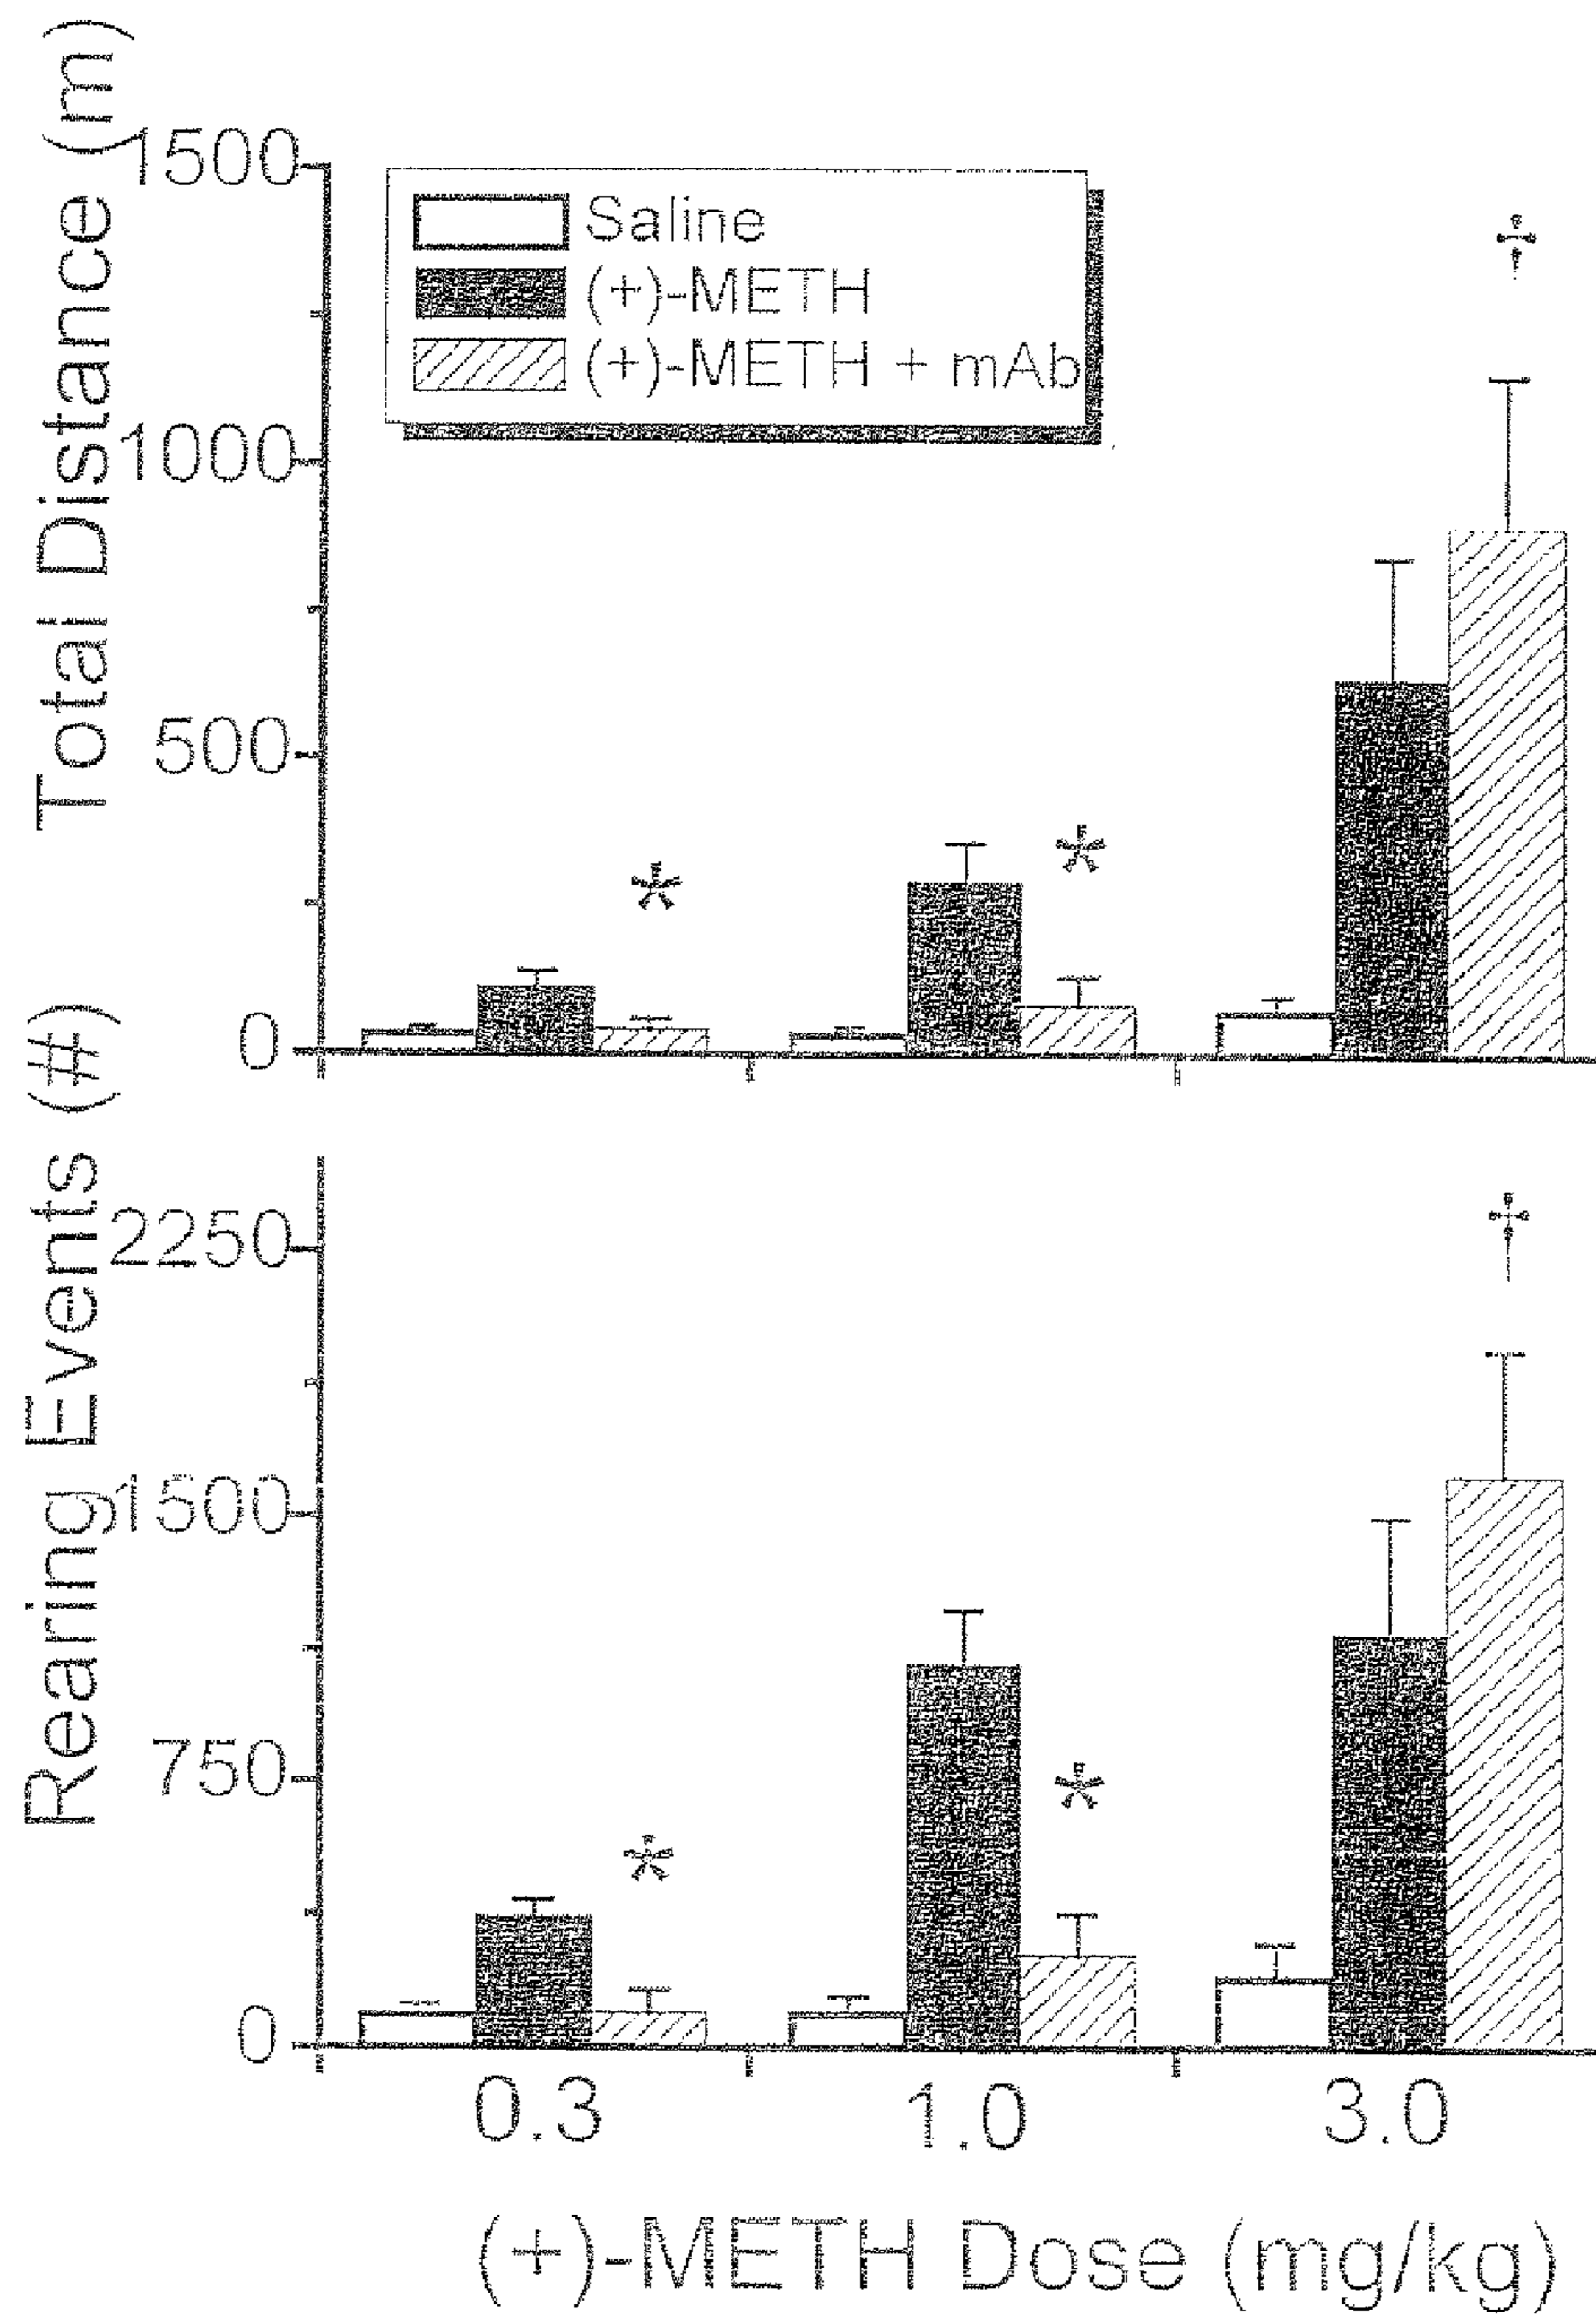 Total Distance (m)
1500
1000
500
0
Saline
(+)-METH
(+)-METH + mAb
*
*
†
Rearing Events (#)
2250
1500
750
0
*
*
†
0.3 1.0 3.0
(+)-METH Dose (mg/kg)